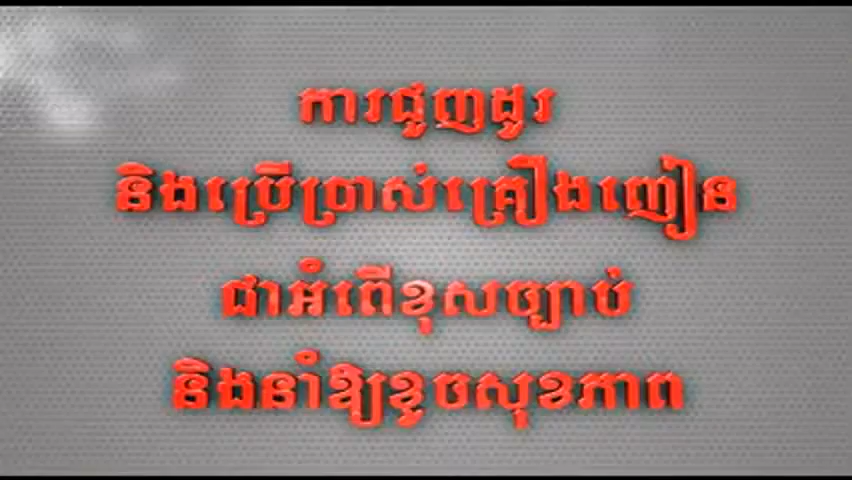 ការជួញដូរ
និងប្រើប្រាស់គ្រឿងញៀន
ជាអំពើខុសច្បាប់
និងនាំឱ្យខូចសុខភាព